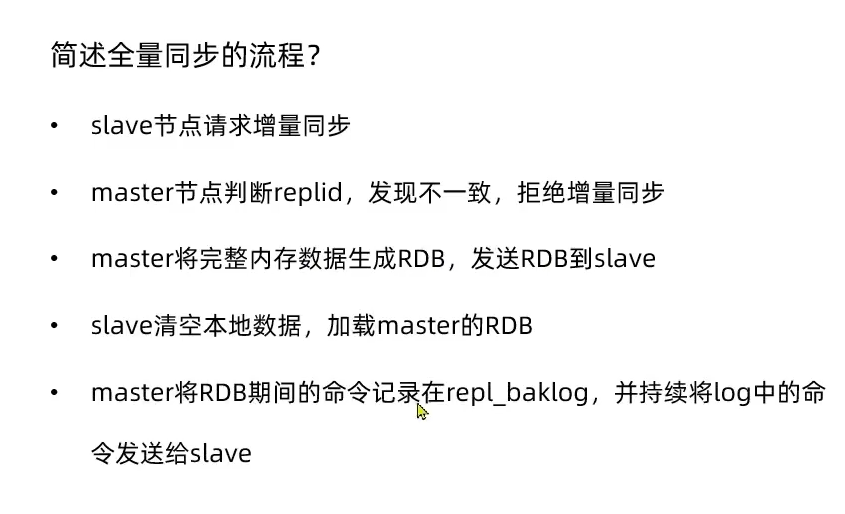 简述全量同步的流程？
• slave节点请求增量同步
• master节点判断replid，发现不一致，拒绝增量同步
• master将完整内存数据生成RDB，发送RDB到slave
• slave清空本地数据，加载master的RDB
• master将RDB期间的命令记录在repl_baklog，并持续将log中的命
令发送给slave